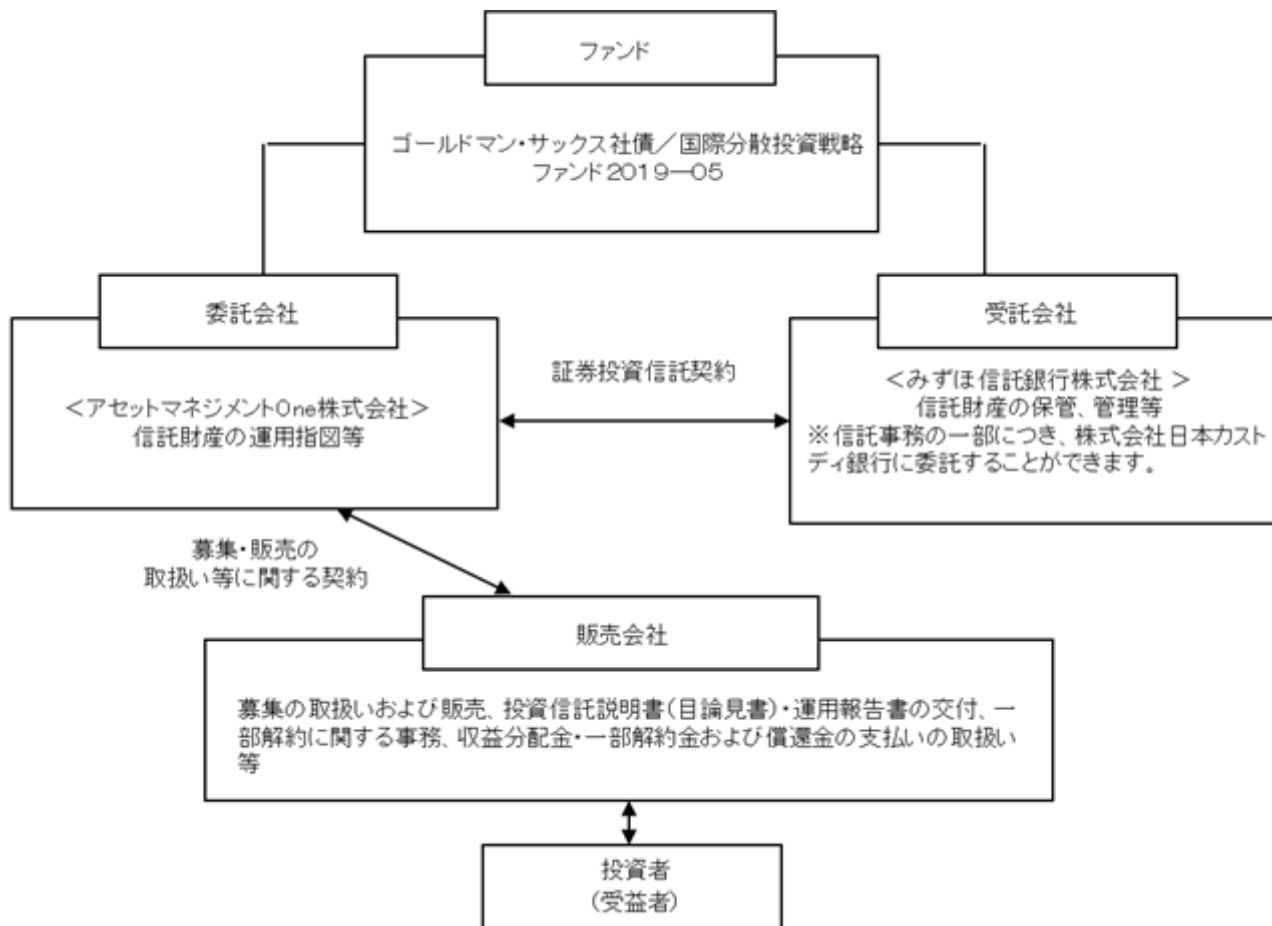 ファンド
ゴールドマン・サックス社債／国際分散投資戦略
ファンド２０１９―０５
委託会社
＜アセットマネジメントOne株式会社＞
信託財産の運用指図等
証券投資信託契約
受託会社
＜みずほ信託銀行株式会社 ＞
信託財産の保管、管理等
※信託事務の一部につき、株式会社日本カスト
ディ銀行に委託することができます。
募集・販売の
取扱い等に関する契約
販売会社
募集の取扱いおよび販売、投資信託説明書（目論見書）・運用報告書の交付、一
部解約に関する事務、収益分配金・一部解約金および償還金の支払いの取扱い
等
投資者
（受益者）